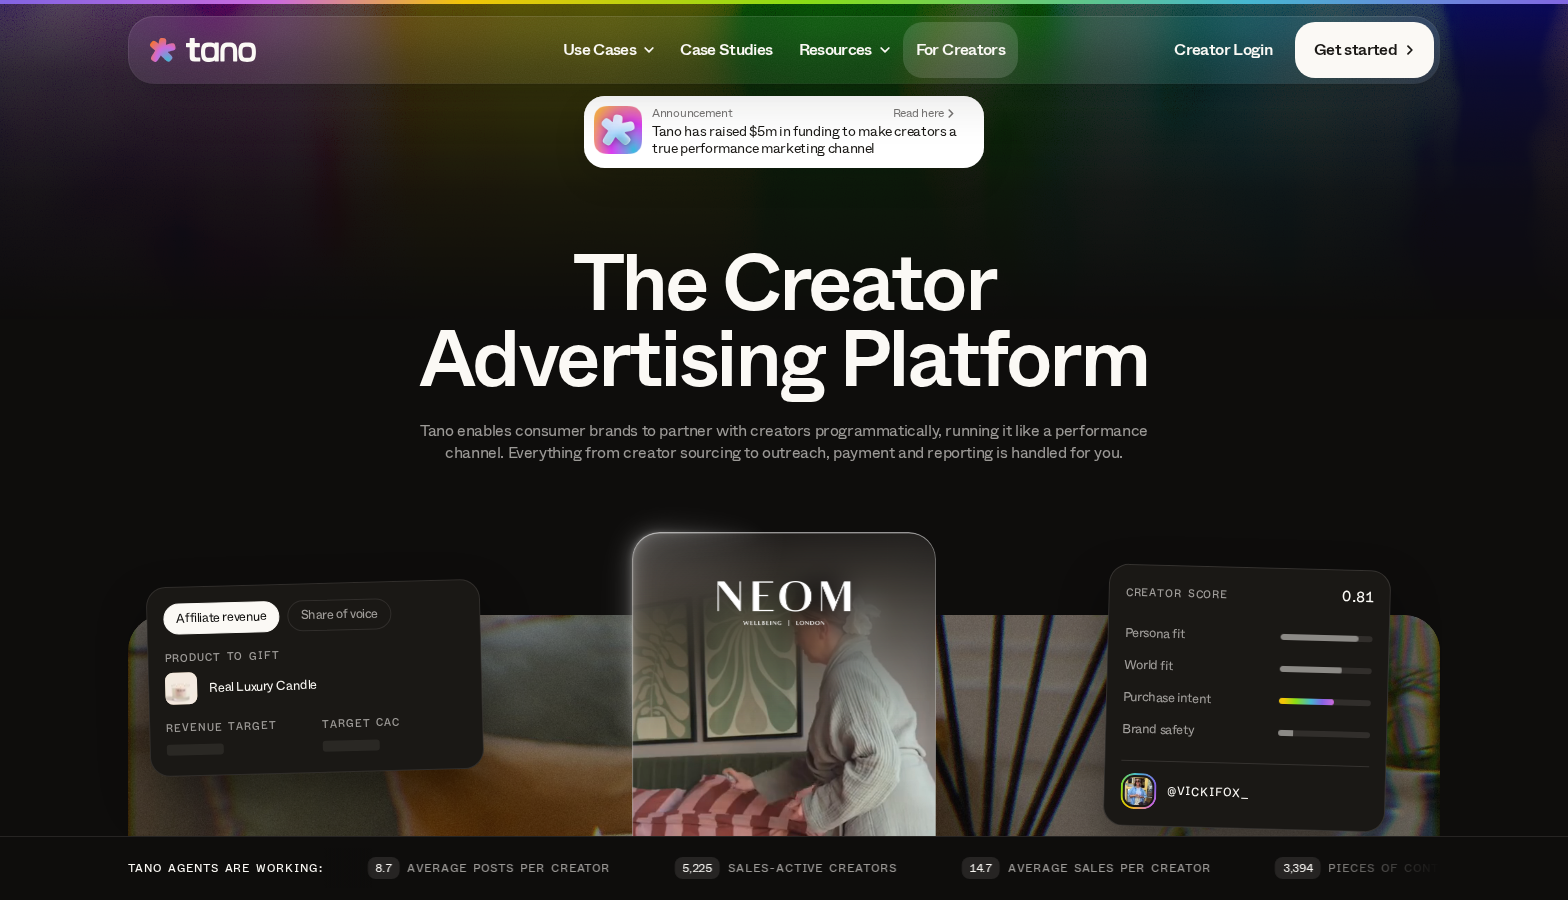 tano
Use Cases
Case Studies
Resources
For Creators
Creator Login
Get started
Announcement
Read here
Tano has raised $5m in funding to make creators a
true performance marketing channel
The Creator
Advertising Platform
Tano enables consumer brands to partner with creators programmatically, running it like a performance
channel. Everything from creator sourcing to outreach, payment and reporting is handled for you.
Affiliate revenue
Share of voice
PRODUCT TO GIFT
Real Luxury Candle
REVENUE TARGET
TARGET CAC
NEOM
WELLBEING | LONDON
CREATOR SCORE
0.81
Persona fit
World fit
Purchase intent
Brand safety
@VICKIFOX_
TANO AGENTS ARE WORKING:
8.7 AVERAGE POSTS PER CREATOR
5,225 SALES-ACTIVE CREATORS
14.7 AVERAGE SALES PER CREATOR
3,394 PIECES OF